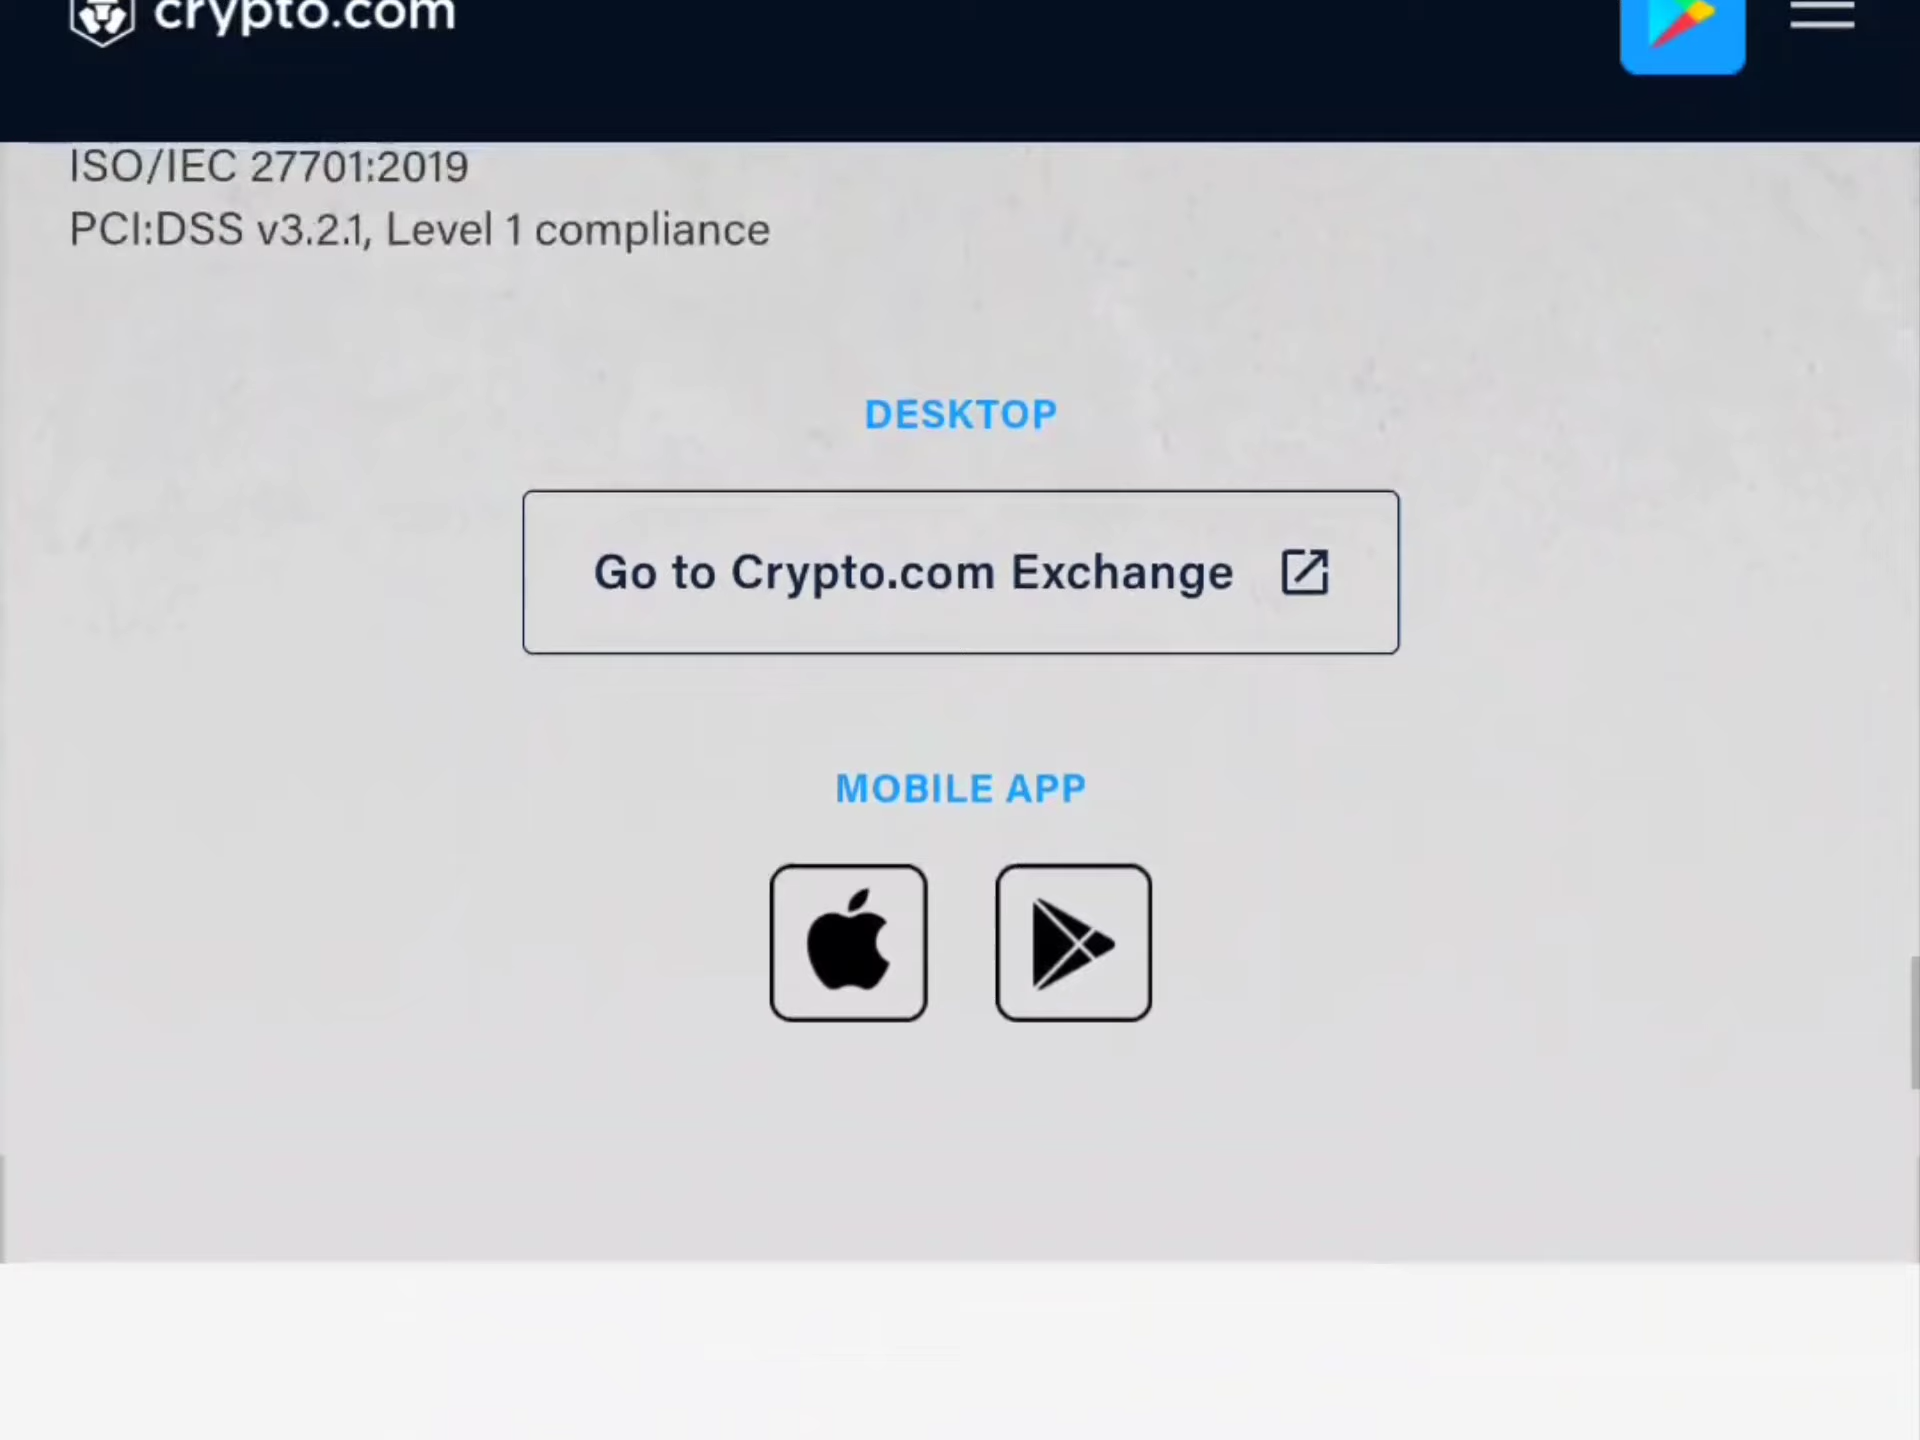 crypto.com
ISO/IEC 27701:2019
PCI:DSS v3.2.1, Level 1 compliance
DESKTOP
Go to Crypto.com Exchange
MOBILE APP